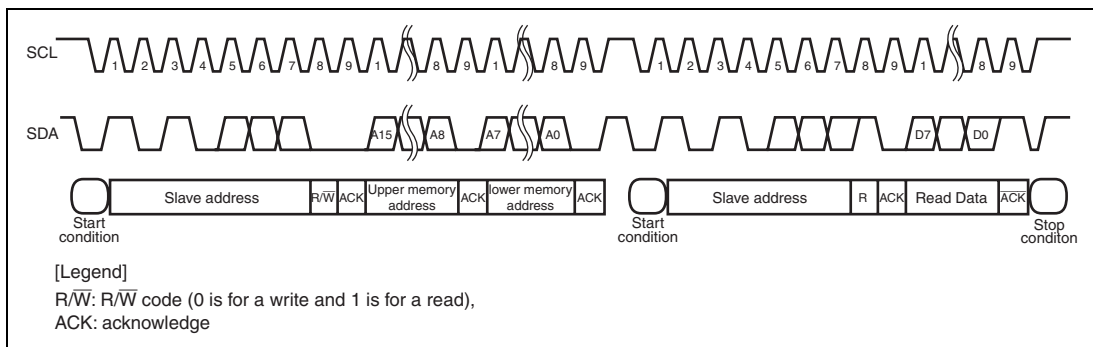 SCL
1 2 3 4 5 6 7 8 9 1 8 9 1 8 9 1 2 3 4 5 6 7 8 9 1 8 9
SDA
A15 A8 A7 A0 D7 D0
Slave address R/W̅ ACK Upper memory address ACK lower memory address ACK Slave address R ACK Read Data A̅C̅K̅
Start condition Start condition Stop conditon
[Legend]
R/W̅: R/W̅ code (0 is for a write and 1 is for a read),
ACK: acknowledge